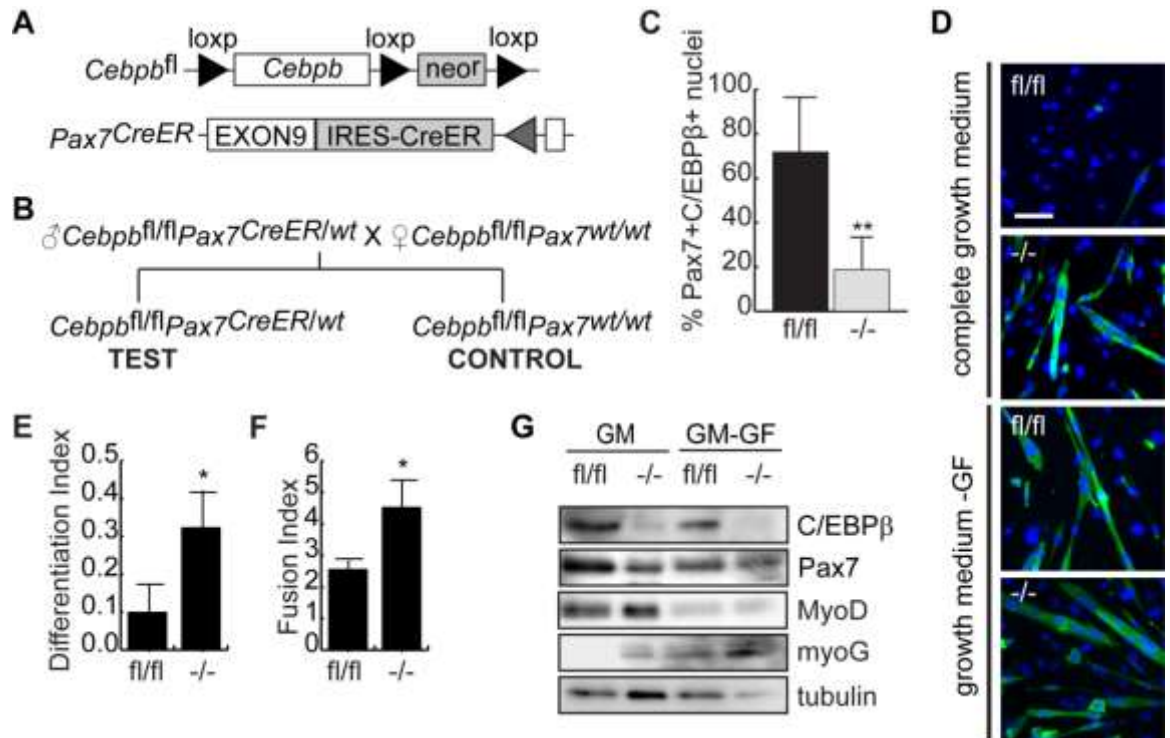 A
loxp loxp loxp
Cebpbfl Cebpb neor
Pax7CreER EXON9 IRES-CreER
B
♂Cebpbfl/flPax7CreER/wt X ♀Cebpbfl/flPax7wt/wt
Cebpbfl/flPax7CreER/wt Cebpbfl/flPax7wt/wt
TEST CONTROL
C
% Pax7+C/EBPβ+ nuclei
100
80
60
40
20
0
**
fl/fl -/-
D
complete growth medium
fl/fl
-/-
growth medium -GF
fl/fl
-/-
E
Differentiation Index
0.5
0.4
0.3
0.2
0.1
0.0
*
fl/fl -/-
F
Fusion Index
6
5
4
3
2
1
0
*
fl/fl -/-
G
GM GM-GF
fl/fl -/- fl/fl -/-
C/EBPβ
Pax7
MyoD
myoG
tubulin